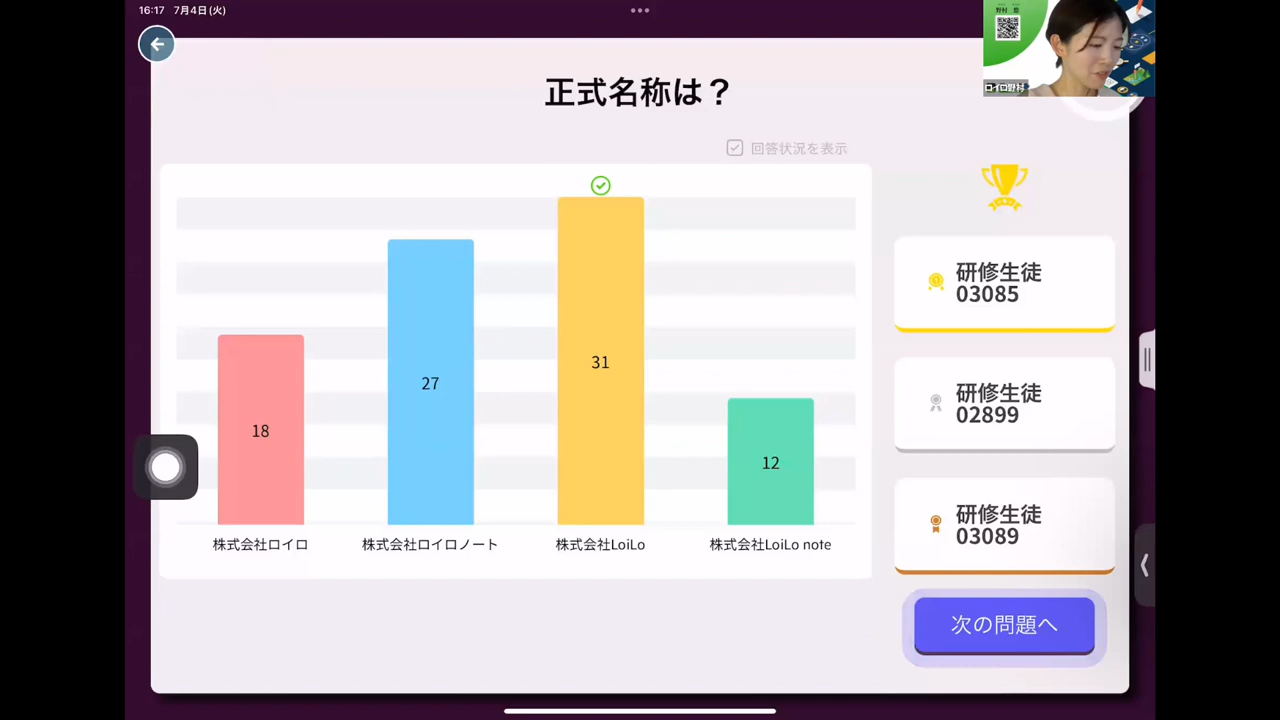 16:17 7月4日(火)
野村 恵
ロイロ野村
正式名称は？
回答状況を表示
18
27
31
12
株式会社ロイロ
株式会社ロイロノート
株式会社LoiLo
株式会社LoiLo note
研修生徒
03085
研修生徒
02899
研修生徒
03089
次の問題へ